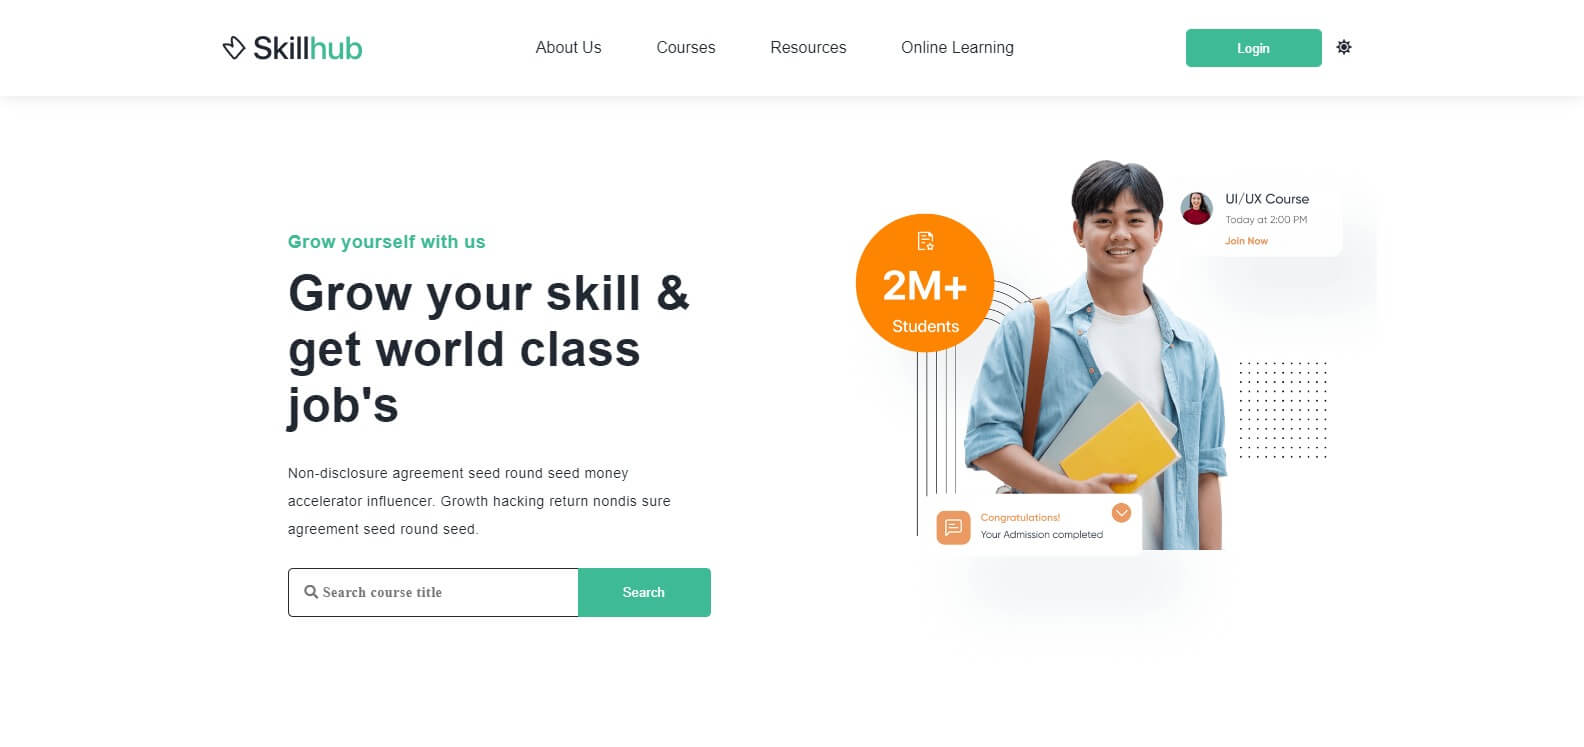 Skillhub
About Us
Courses
Resources
Online Learning
Login
Grow yourself with us
Grow your skill &
get world class
job's
Non-disclosure agreement seed round seed money
accelerator influencer. Growth hacking return nondis sure
agreement seed round seed.
Search course title
Search
2M+
Students
UI/UX Course
Today at 2:00 PM
Join Now
Congratulations!
Your Admission completed